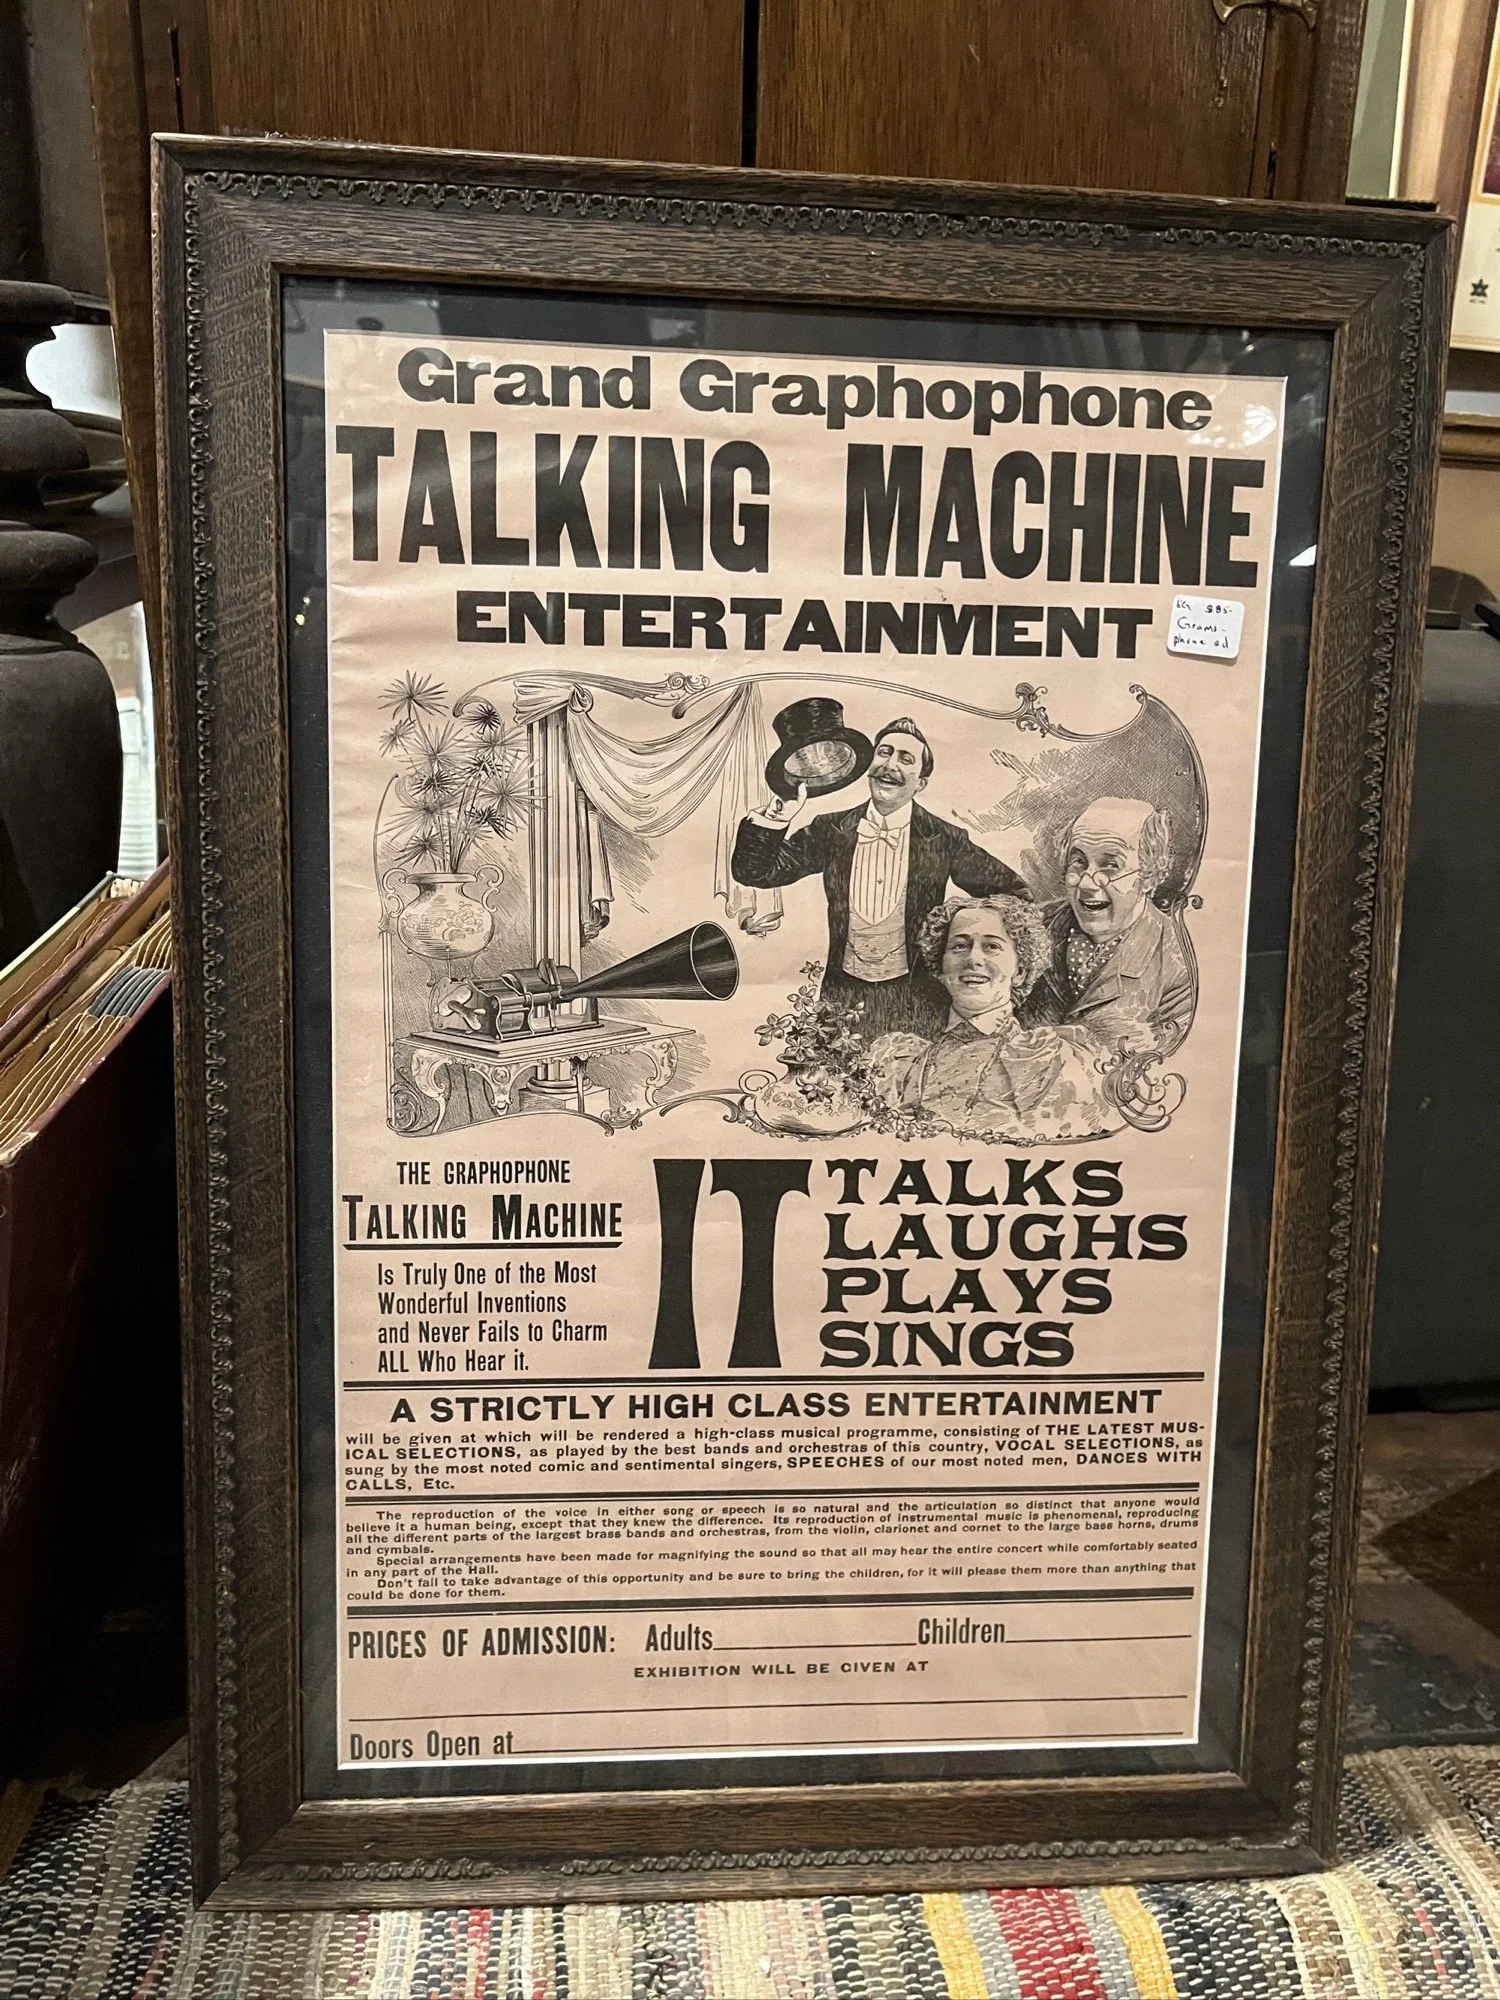 Grand Graphophone
TALKING MACHINE
ENTERTAINMENT
$85-
Gramo-
phone ad
THE GRAPHOPHONE
TALKING MACHINE
Is Truly One of the Most
Wonderful Inventions
and Never Fails to Charm
ALL Who Hear it.
IT
TALKS
LAUGHS
PLAYS
SINGS
A STRICTLY HIGH CLASS ENTERTAINMENT
will be given at which will be rendered a high-class musical programme, consisting of THE LATEST MUS-
ICAL SELECTIONS, as played by the best bands and orchestras of this country, VOCAL SELECTIONS, as
sung by the most noted comic and sentimental singers, SPEECHES of our most noted men, DANCES WITH
CALLS, Etc.
The reproduction of the voice in either song or speech is so natural and the articulation so distinct that anyone would
believe it a human being, except that they knew the difference. Its reproduction of instrumental music is phenomenal, reproducing
all the different parts of the largest brass bands and orchestras, from the violin, clarionet and cornet to the large bass horns, drums
and cymbals.
Special arrangements have been made for magnifying the sound so that all may hear the entire concert while comfortably seated
in any part of the Hall.
Don't fail to take advantage of this opportunity and be sure to bring the children, for it will please them more than anything that
could be done for them.
PRICES OF ADMISSION: Adults____________Children____________
EXHIBITION WILL BE GIVEN AT
Doors Open at____________